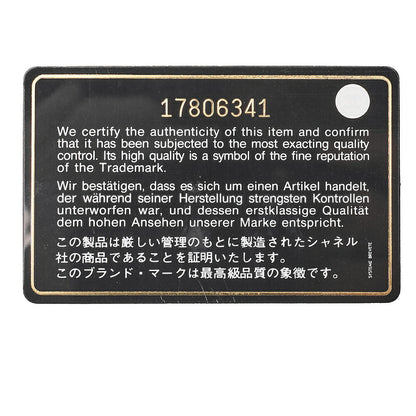 17806341
We certify the authenticity of this item and confirm
that it has been subjected to the most exacting quality
control. Its high quality is a symbol of the fine reputation
of the Trademark.
Wir bestätigen, dass es sich um einen Artikel handelt,
der während seiner Herstellung strengsten Kontrollen
unterworfen war, und dessen erstklassige Qualität
dem hohen Ansehen unserer Marke entspricht.
この製品は厳しい管理のもとに製造されたシャネル
社の商品であることを証明いたします。
このブランド・マークは最高級品質の象徴です。
SYSTEME BREVETE